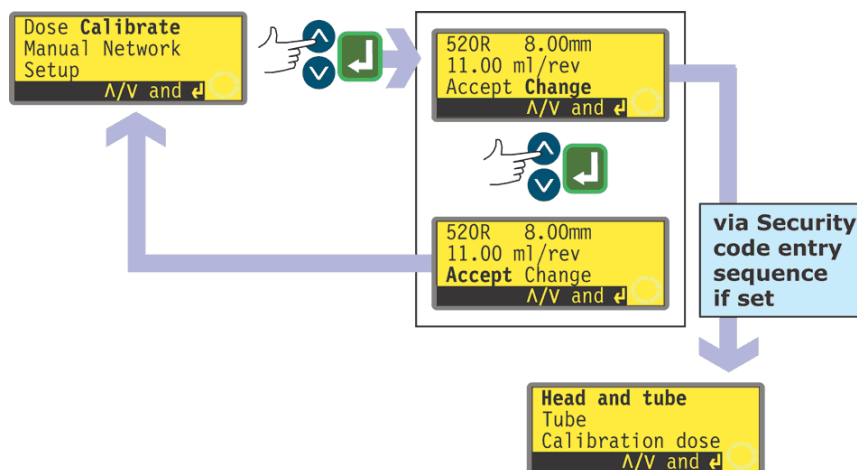 Dose Calibrate
Manual Network
Setup
Λ/V and ↲
520R 8.00mm
11.00 ml/rev
Accept Change
Λ/V and ↲
520R 8.00mm
11.00 ml/rev
Accept Change
Λ/V and ↲
via Security
code entry
sequence
if set
Head and tube
Tube
Calibration dose
Λ/V and ↲